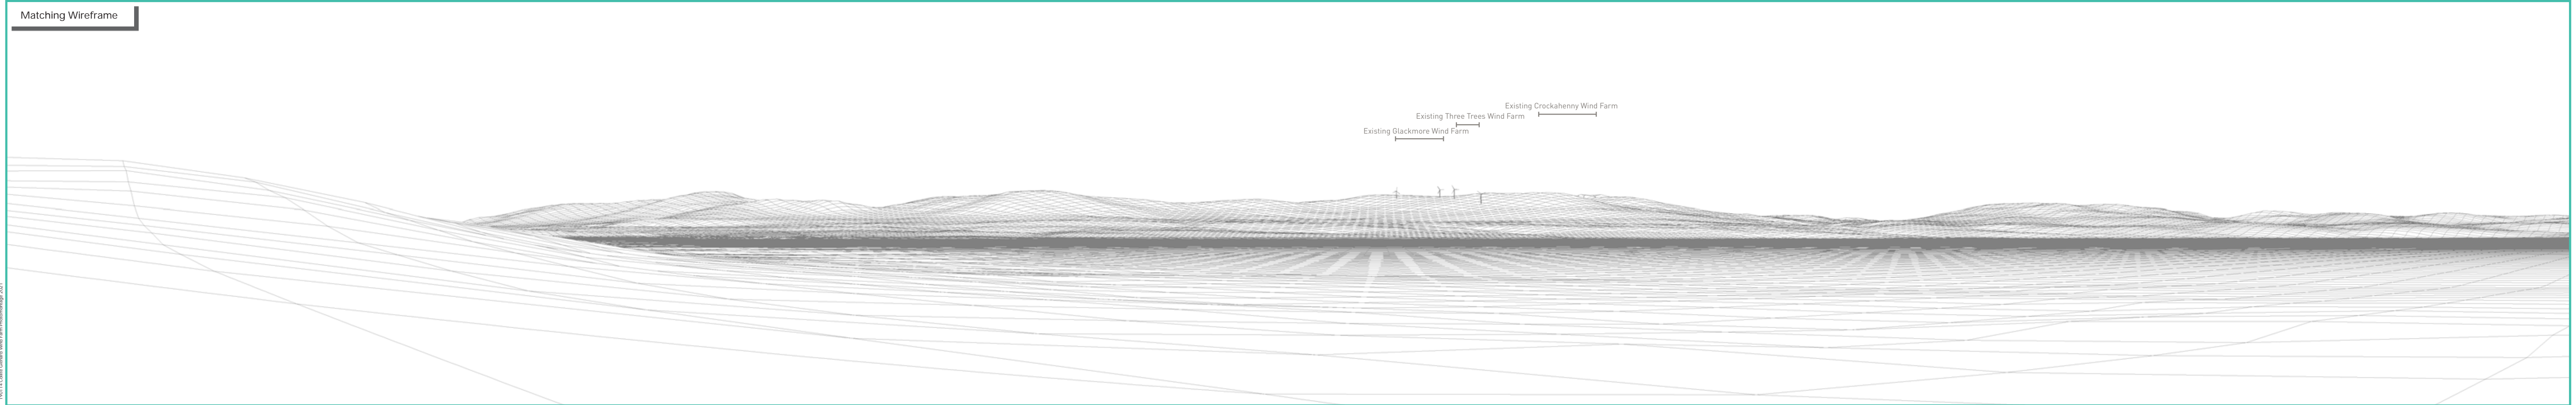 Matching Wireframe
Existing Crockahenny Wind Farm
Existing Three Trees Wind Farm
Existing Glackmore Wind Farm